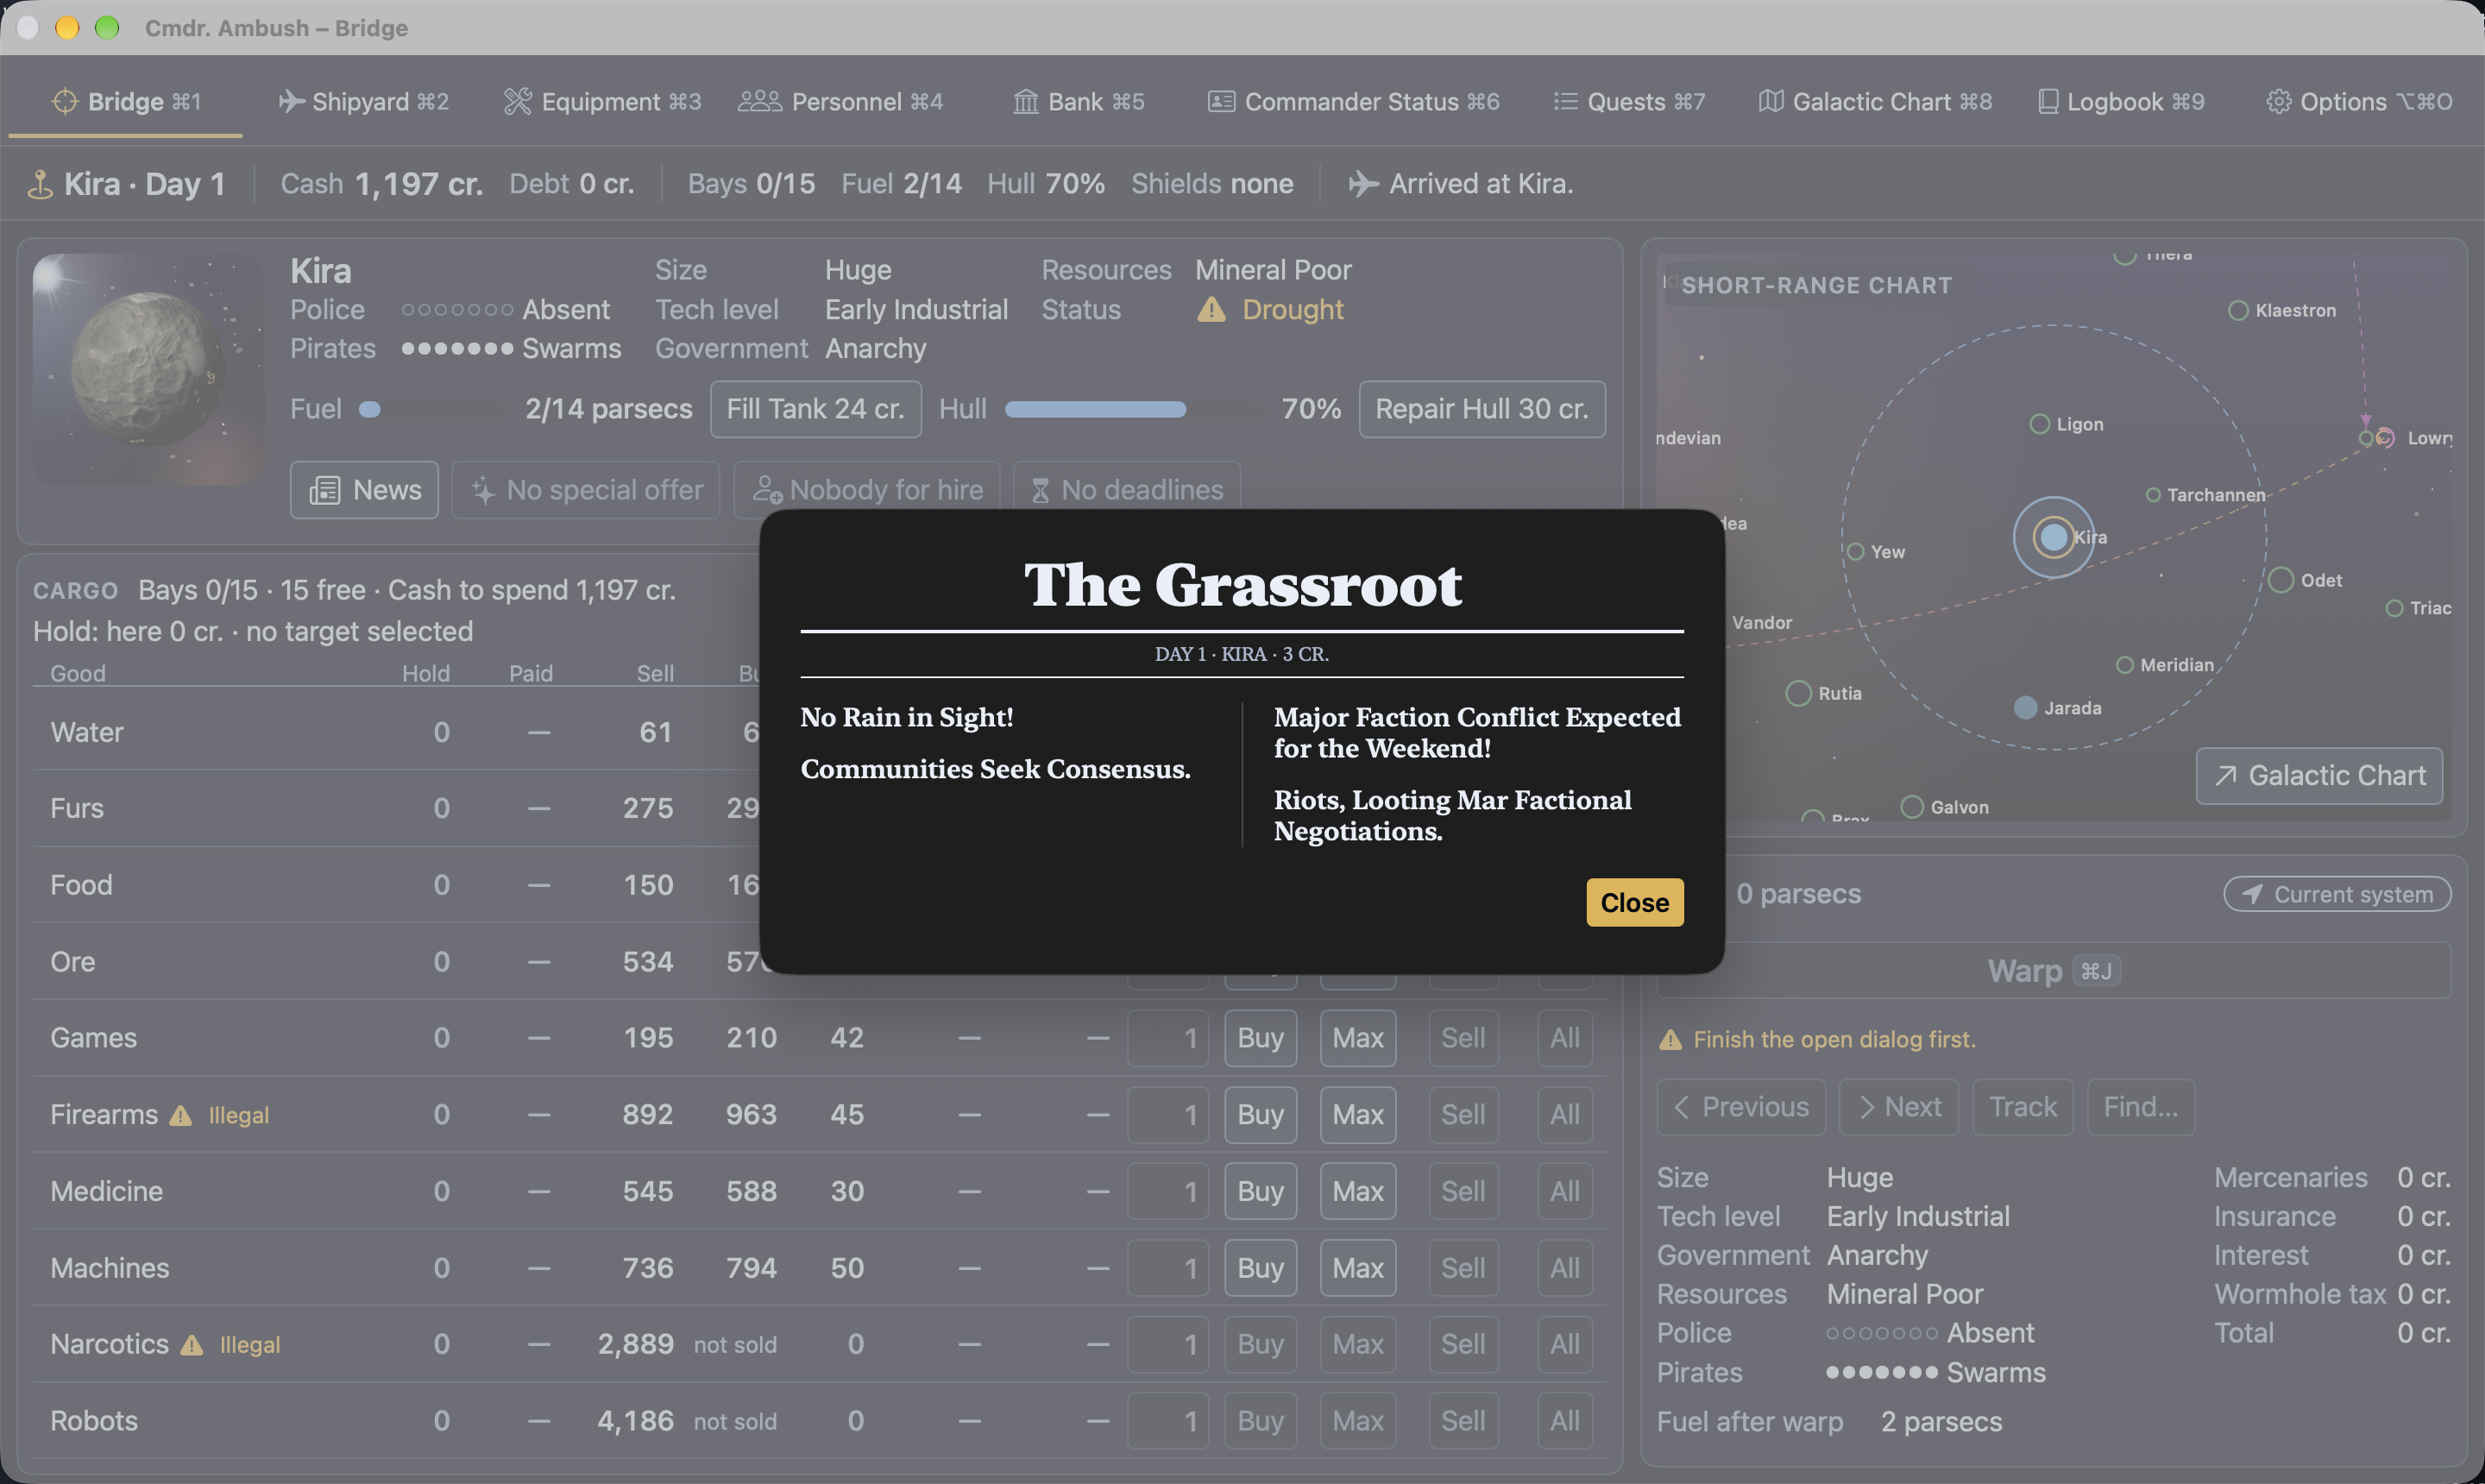 Cmdr. Ambush – Bridge
Bridge ⌘1
Shipyard ⌘2
Equipment ⌘3
Personnel ⌘4
Bank ⌘5
Commander Status ⌘6
Quests ⌘7
Galactic Chart ⌘8
Logbook ⌘9
Options ⌥⌘O
Kira · Day 1
Cash 1,197 cr.
Debt 0 cr.
Bays 0/15
Fuel 2/14
Hull 70%
Shields none
Arrived at Kira.
Kira
Police Absent
Pirates Swarms
Size Huge
Tech level Early Industrial
Government Anarchy
Resources Mineral Poor
Status Drought
Fuel 2/14 parsecs
Fill Tank 24 cr.
Hull 70%
Repair Hull 30 cr.
News
No special offer
Nobody for hire
No deadlines
CARGO Bays 0/15 · 15 free · Cash to spend 1,197 cr.
Hold: here 0 cr. · no target selected
Good Hold Paid Sell
Water 0 — 61
Furs 0 — 275
Food 0 — 150
Ore 0 — 534
Games 0 — 195 210 42 — — 1 Buy Max Sell All
Firearms Illegal 0 — 892 963 45 — — 1 Buy Max Sell All
Medicine 0 — 545 588 30 — — 1 Buy Max Sell All
Machines 0 — 736 794 50 — — 1 Buy Max Sell All
Narcotics Illegal 0 — 2,889 not sold 0 — — 1 Buy Max Sell All
Robots 0 — 4,186 not sold 0 — — 1 Buy Max Sell All
The Grassroot
DAY 1 · KIRA · 3 CR.
No Rain in Sight!
Communities Seek Consensus.
Major Faction Conflict Expected
for the Weekend!
Riots, Looting Mar Factional
Negotiations.
Close
SHORT-RANGE CHART
Thera
Klaestron
Ligon
ndevian
Lowry
Tarchannen
dea
Kira
Yew
Odet
Triac
Vandor
Meridian
Rutia
Jarada
Galactic Chart
Galvon
Brax
0 parsecs
Current system
Warp ⌘J
Finish the open dialog first.
Previous
Next
Track
Find...
Size Huge
Tech level Early Industrial
Government Anarchy
Resources Mineral Poor
Police Absent
Pirates Swarms
Fuel after warp 2 parsecs
Mercenaries 0 cr.
Insurance 0 cr.
Interest 0 cr.
Wormhole tax 0 cr.
Total 0 cr.